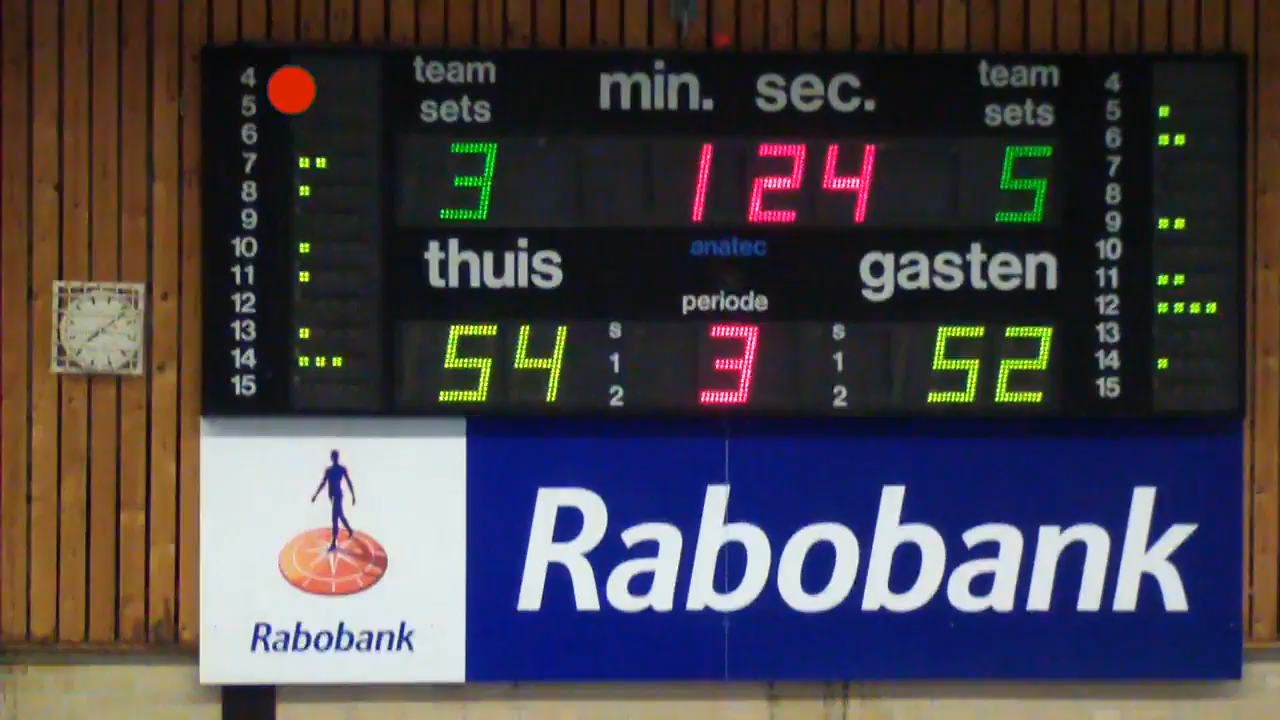 team min. sec. team
sets sets
3 1 24 5
thuis anatec gasten
periode
54 3 52
s s
1 1
2 2
4 4
5 5
6 6
7 7
8 8
9 9
10 10
11 11
12 12
13 13
14 14
15 15
Rabobank
Rabobank